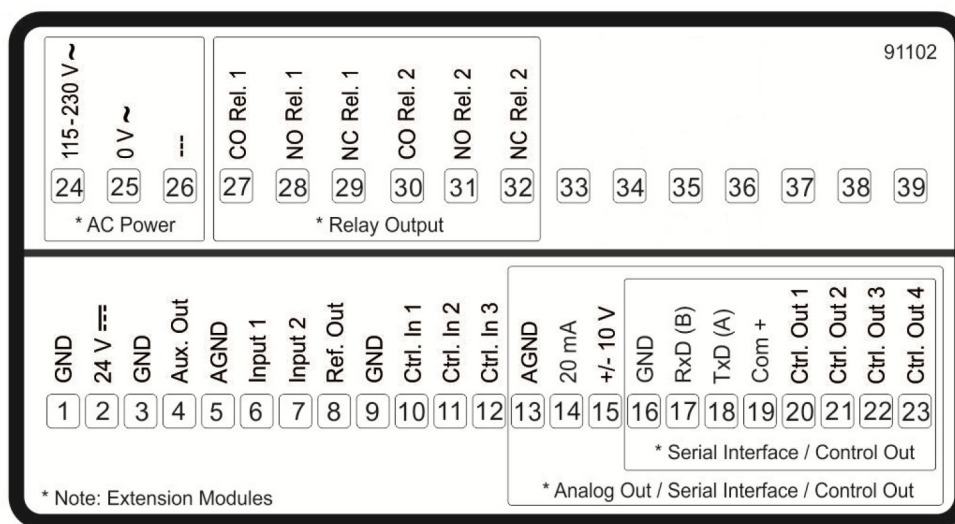 91102
115-230 V ~
0 V ~
---
CO Rel. 1
NO Rel. 1
NC Rel. 1
CO Rel. 2
NO Rel. 2
NC Rel. 2
24 25 26 27 28 29 30 31 32 33 34 35 36 37 38 39
* AC Power
* Relay Output
GND
24 V ⎓
GND
Aux. Out
AGND
Input 1
Input 2
Ref. Out
GND
Ctrl. In 1
Ctrl. In 2
Ctrl. In 3
AGND
20 mA
+/- 10 V
GND
RxD (B)
TxD (A)
Com +
Ctrl. Out 1
Ctrl. Out 2
Ctrl. Out 3
Ctrl. Out 4
1 2 3 4 5 6 7 8 9 10 11 12 13 14 15 16 17 18 19 20 21 22 23
* Serial Interface / Control Out
* Analog Out / Serial Interface / Control Out
* Note: Extension Modules